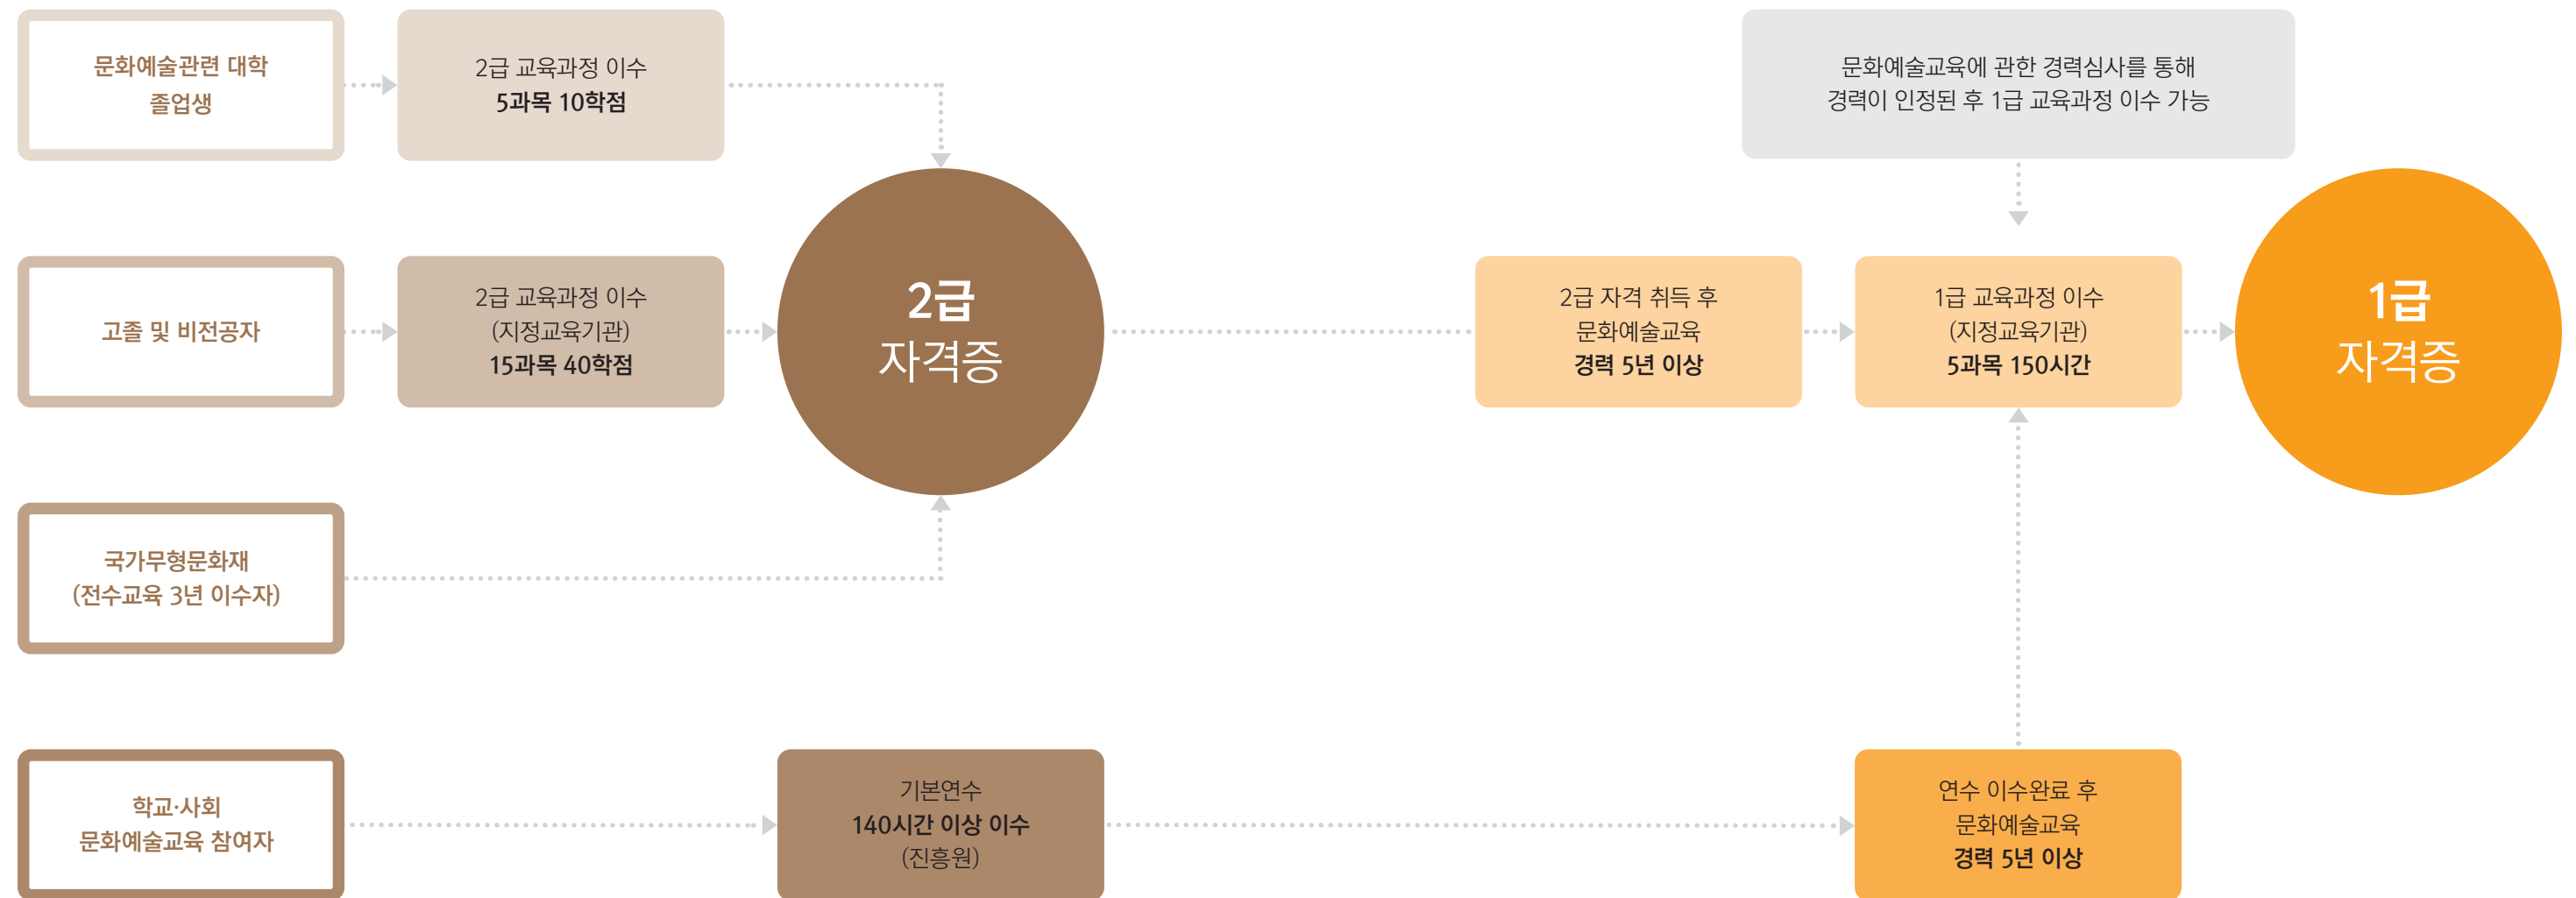 문화예술관련 대학
졸업생
2급 교육과정 이수
5과목 10학점
문화예술교육에 관한 경력심사를 통해
경력이 인정된 후 1급 교육과정 이수 가능
고졸 및 비전공자
2급 교육과정 이수
(지정교육기관)
15과목 40학점
2급
자격증
2급 자격 취득 후
문화예술교육
경력 5년 이상
1급 교육과정 이수
(지정교육기관)
5과목 150시간
1급
자격증
국가무형문화재
(전수교육 3년 이수자)
학교·사회
문화예술교육 참여자
기본연수
140시간 이상 이수
(진흥원)
연수 이수완료 후
문화예술교육
경력 5년 이상